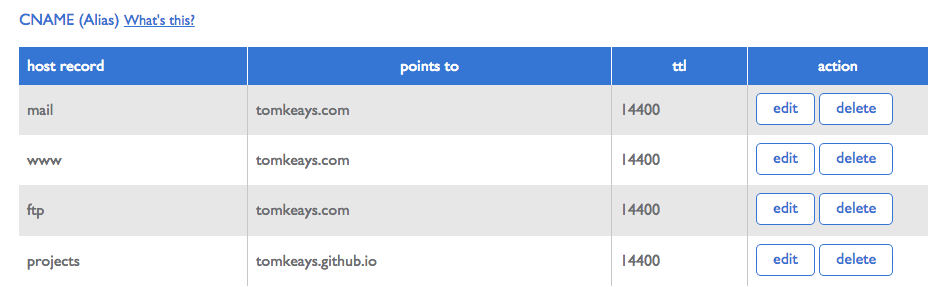 CNAME (Alias) What's this?
host record points to ttl action
mail tomkeays.com 14400 edit delete
www tomkeays.com 14400 edit delete
ftp tomkeays.com 14400 edit delete
projects tomkeays.github.io 14400 edit delete